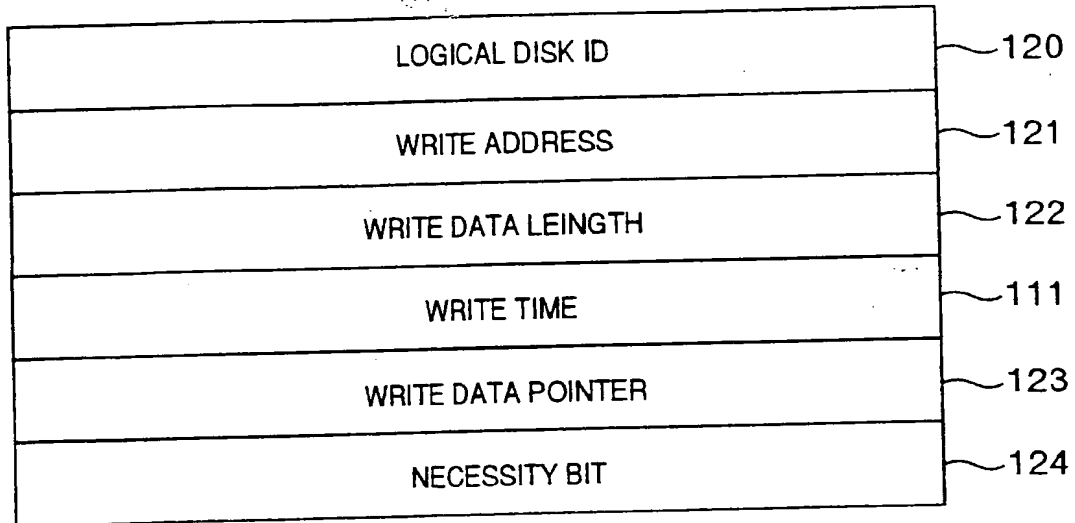 LOGICAL DISK ID 120
WRITE ADDRESS 121
WRITE DATA LEINGTH 122
WRITE TIME 111
WRITE DATA POINTER 123
NECESSITY BIT 124